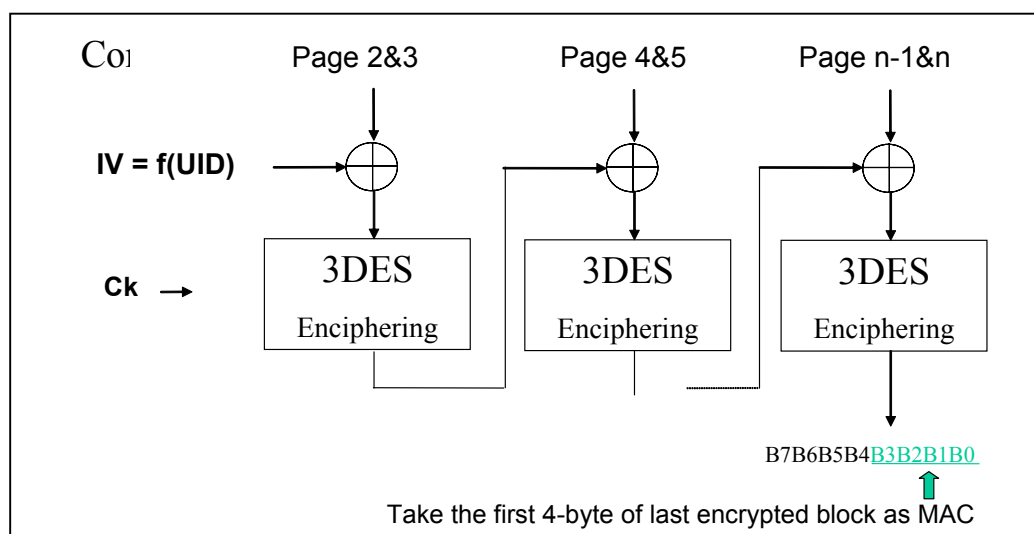 Page 2&3 Page 4&5 Page n-1&n
IV = f(UID)
3DES 3DES 3DES
Ck
Enciphering Enciphering Enciphering
B7B6B5B4B3B2B1B0
Take the first 4-byte of last encrypted block as MAC